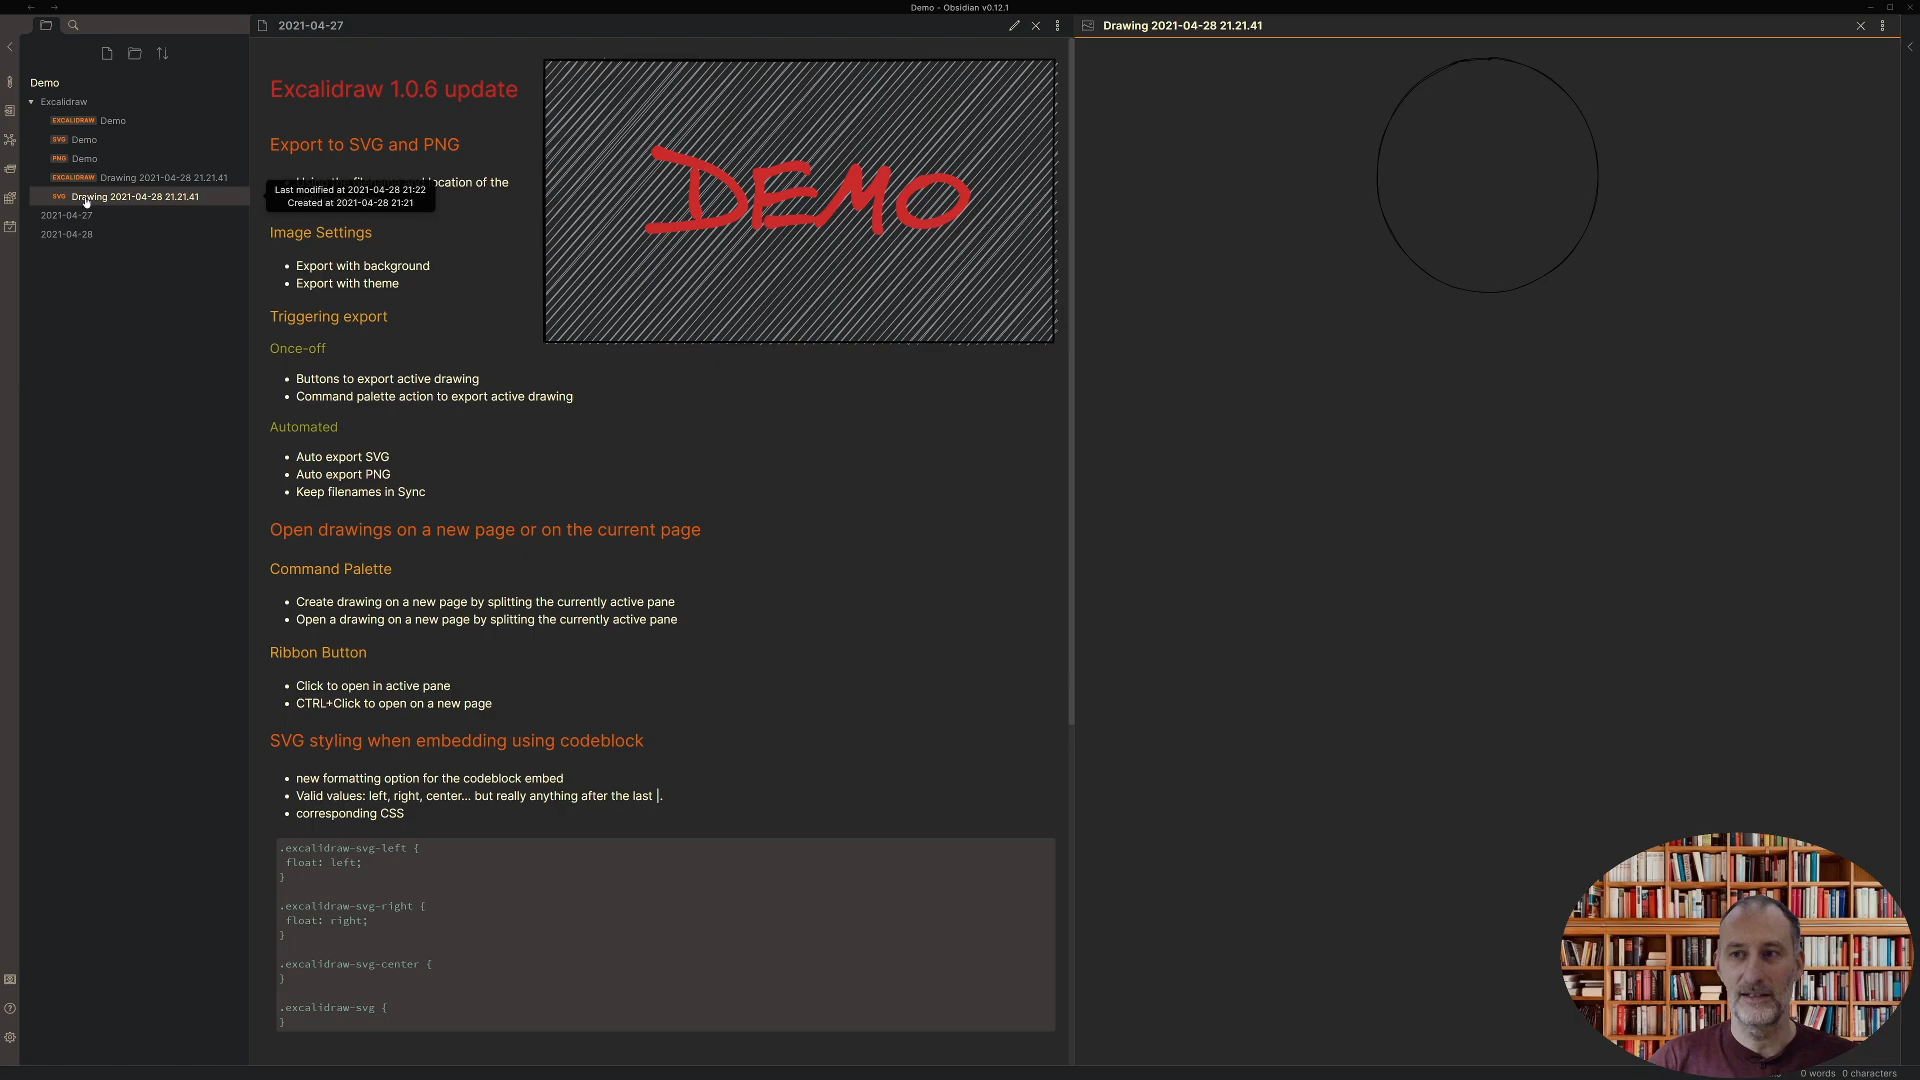 Demo - Obsidian v0.12.1
Demo
Excalidraw
EXCALIDRAW Demo
SVG Demo
PNG Demo
EXCALIDRAW Drawing 2021-04-28 21.21.41
SVG Drawing 2021-04-28 21.21.41
2021-04-27
2021-04-28
Last modified at 2021-04-28 21:22
Created at 2021-04-28 21:21
2021-04-27
Excalidraw 1.0.6 update
DEMO
Export to SVG and PNG
location of the
Image Settings
• Export with background
• Export with theme
Triggering export
Once-off
• Buttons to export active drawing
• Command palette action to export active drawing
Automated
• Auto export SVG
• Auto export PNG
• Keep filenames in Sync
Open drawings on a new page or on the current page
Command Palette
• Create drawing on a new page by splitting the currently active pane
• Open a drawing on a new page by splitting the currently active pane
Ribbon Button
• Click to open in active pane
• CTRL+Click to open on a new page
SVG styling when embedding using codeblock
• new formatting option for the codeblock embed
• Valid values: left, right, center... but really anything after the last |.
• corresponding CSS
.excalidraw-svg-left {
float: left;
}
.excalidraw-svg-right {
float: right;
}
.excalidraw-svg-center {
}
.excalidraw-svg {
}
Drawing 2021-04-28 21.21.41
0 words 0 characters